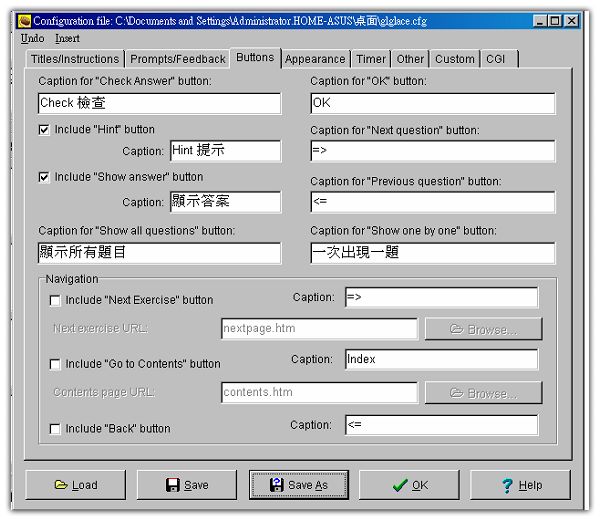 Configuration file: C:\Documents and Settings\Administrator.HOME-ASUS\桌面\glglace.cfg
Undo Insert
Titles/Instructions Prompts/Feedback Buttons Appearance Timer Other Custom CGI
Caption for "Check Answer" button: Caption for "OK" button:
Check 檢查 OK
Include "Hint" button Caption for "Next question" button:
Caption: Hint 提示 =>
Include "Show answer" button Caption for "Previous question" button:
Caption: 顯示答案 <=
Caption for "Show all questions" button: Caption for "Show one by one" button:
顯示所有題目 一次出現一題
Navigation
Include "Next Exercise" button Caption: =>
Next exercise URL: nextpage.htm Browse...
Include "Go to Contents" button Caption: Index
Contents page URL: contents.htm Browse...
Include "Back" button Caption: <=
Load Save Save As OK Help